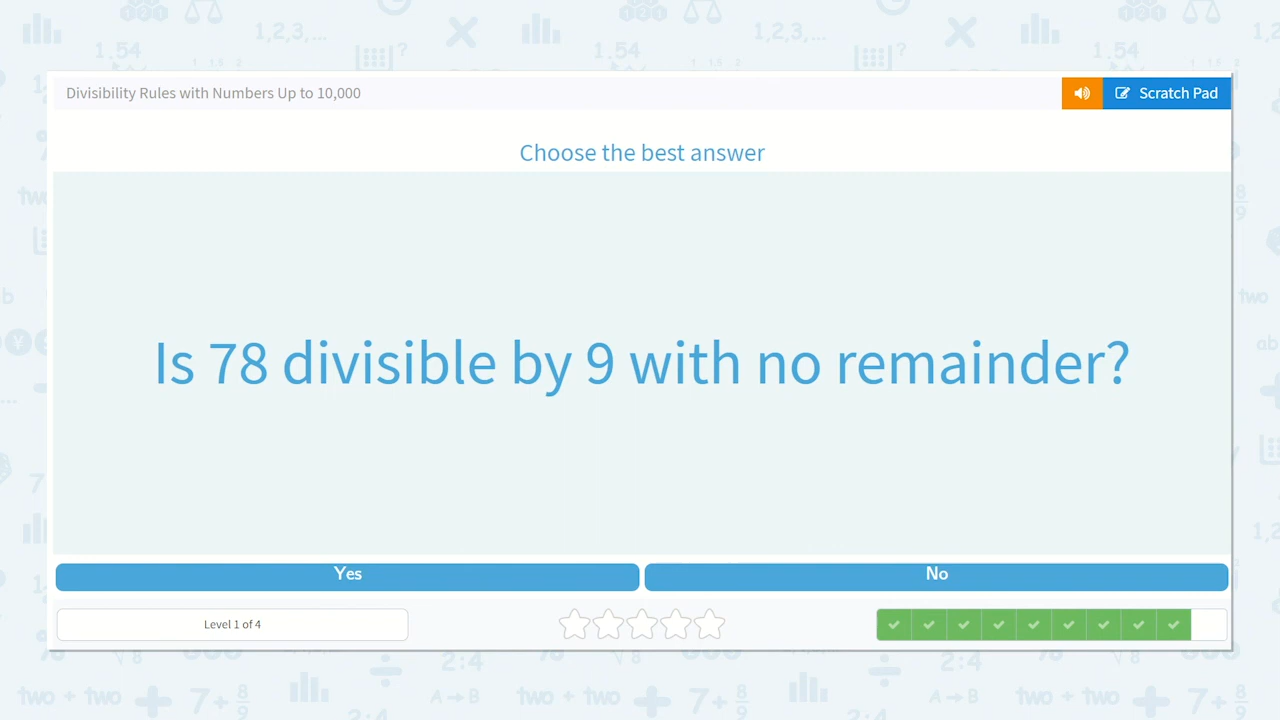 Divisibility Rules with Numbers Up to 10,000
Scratch Pad
Choose the best answer
Is 78 divisible by 9 with no remainder?
Yes
No
Level 1 of 4